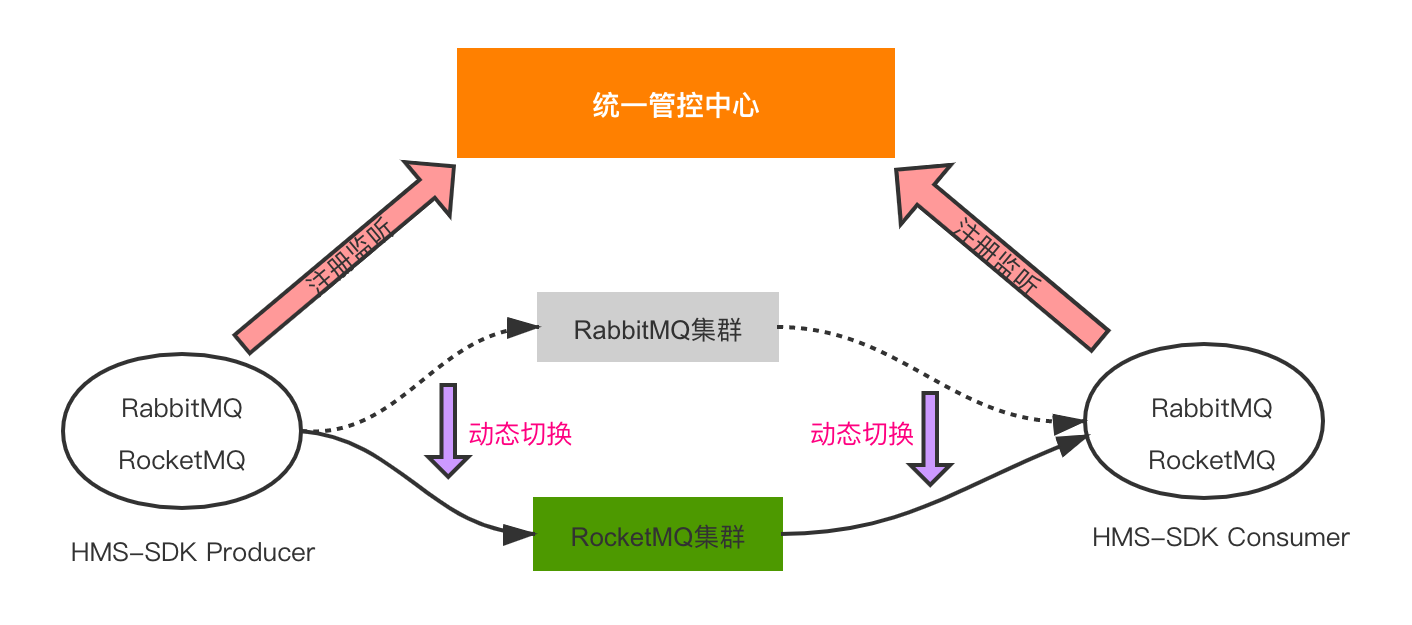 统一管控中心
注册监听
注册监听
RabbitMQ集群
RabbitMQ
RocketMQ
动态切换
动态切换
RabbitMQ
RocketMQ
RocketMQ集群
HMS-SDK Producer
HMS-SDK Consumer